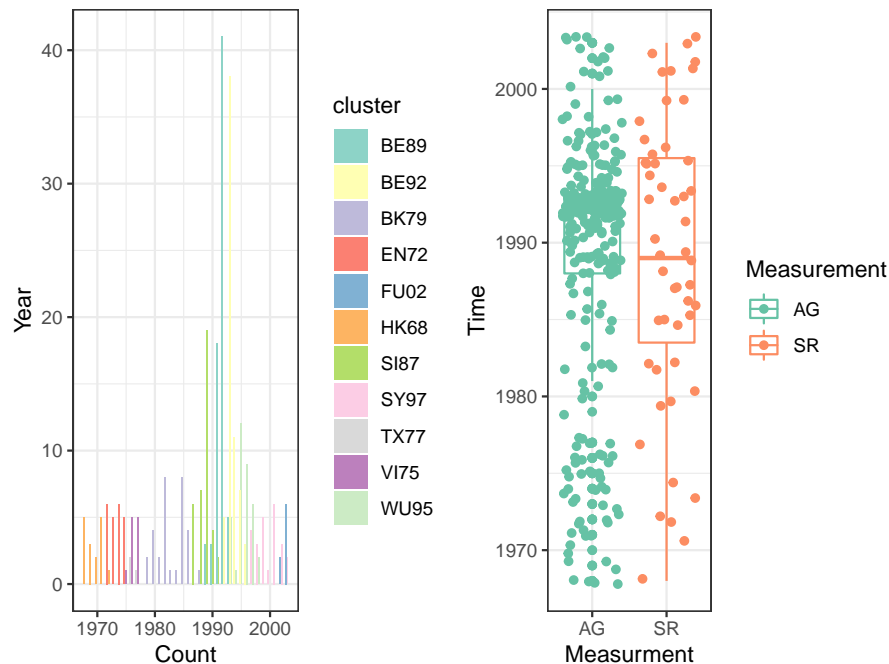 40
30
20
10
0
Year
1970 1980 1990 2000
Count
cluster
BE89
BE92
BK79
EN72
FU02
HK68
SI87
SY97
TX77
VI75
WU95
2000
1990
1980
1970
Time
AG SR
Measurment
Measurement
AG
SR